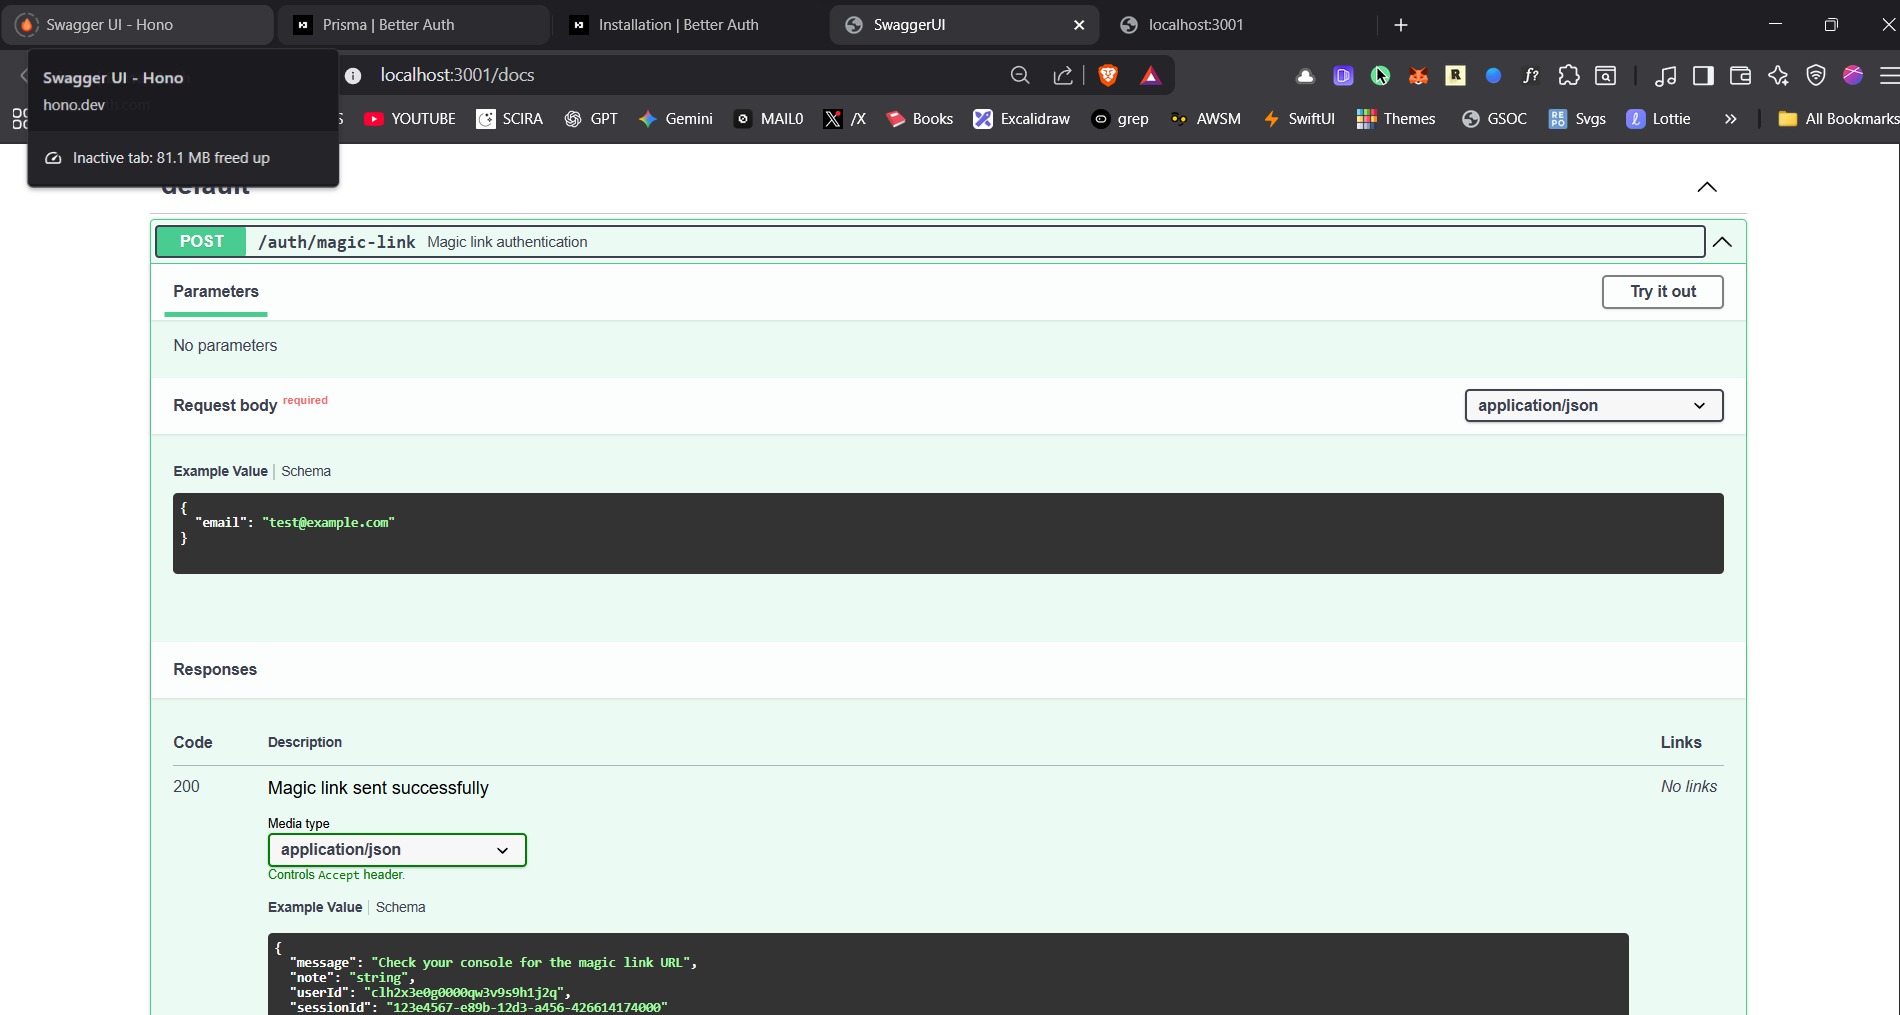 Swagger UI - Hono
Prisma | Better Auth
Installation | Better Auth
SwaggerUI
localhost:3001
Swagger UI - Hono
hono.dev
Inactive tab: 81.1 MB freed up
localhost:3001/docs
S
YOUTUBE
SCIRA
GPT
Gemini
MAIL0
/X
Books
Excalidraw
grep
AWSM
SwiftUI
Themes
GSOC
RE
PO
Svgs
Lottie
All Bookmarks
default
POST /auth/magic-link Magic link authentication
Parameters
Try it out
No parameters
Request body required
application/json
Example Value | Schema
{
"email": "test@example.com"
}
Responses
Code Description Links
200 Magic link sent successfully No links
Media type
application/json
Controls Accept header.
Example Value | Schema
{
"message": "Check your console for the magic link URL",
"note": "string",
"userId": "clh2x3e0g0000qw3v9s9h1j2q",
"sessionId": "123e4567-e89b-12d3-a456-426614174000"